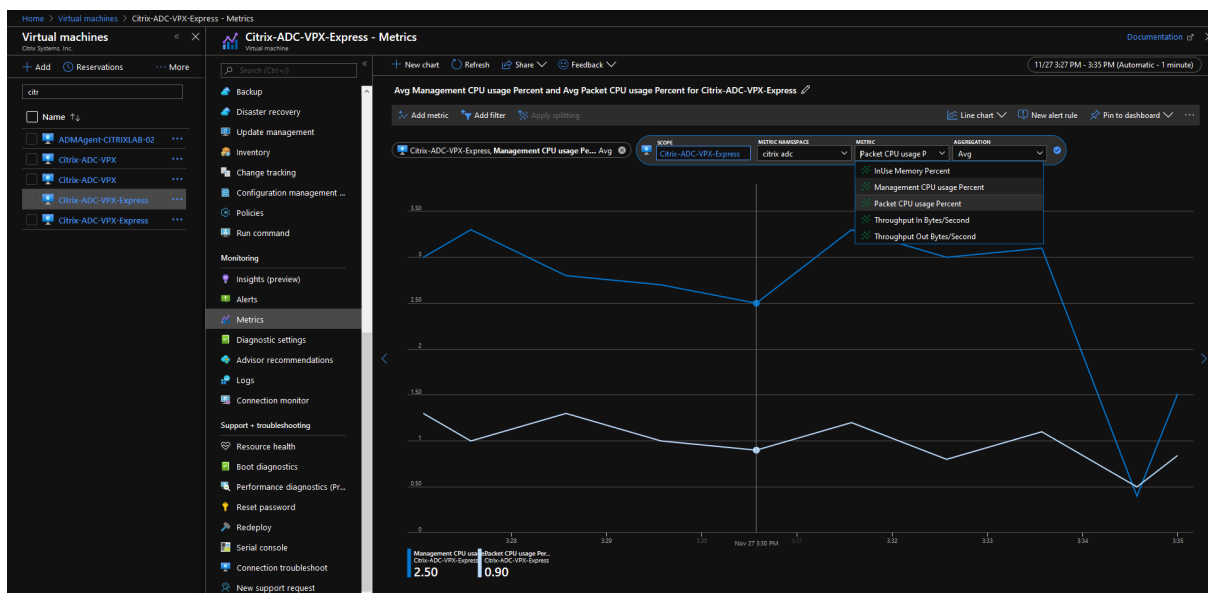 Home > Virtual machines > Citrix-ADC-VPX-Express - Metrics
Virtual machines
Citrix Systems, Inc.
+ Add Reservations ··· More
citr
Name ↑↓
ADMAgent-CITRIXLAB-02 ···
Citrix-ADC-VPX ···
Citrix-ADC-VPX ···
Citrix-ADC-VPX-Express ···
Citrix-ADC-VPX-Express ···
Citrix-ADC-VPX-Express - Metrics
Virtual machine
Documentation
Search (Ctrl+/)
Backup
Disaster recovery
Update management
Inventory
Change tracking
Configuration management ...
Policies
Run command
Monitoring
Insights (preview)
Alerts
Metrics
Diagnostic settings
Advisor recommendations
Logs
Connection monitor
Support + troubleshooting
Resource health
Boot diagnostics
Performance diagnostics (Pr...
Reset password
Redeploy
Serial console
Connection troubleshoot
New support request
+ New chart Refresh Share Feedback
11/27 3:27 PM - 3:35 PM (Automatic - 1 minute)
Avg Management CPU usage Percent and Avg Packet CPU usage Percent for Citrix-ADC-VPX-Express
Add metric Add filter Apply splitting
Line chart New alert rule Pin to dashboard ···
Citrix-ADC-VPX-Express, Management CPU usage Pe... Avg
SCOPE METRIC NAMESPACE METRIC AGGREGATION
Citrix-ADC-VPX-Express citrix adc Packet CPU usage P Avg
InUse Memory Percent
Management CPU usage Percent
Packet CPU usage Percent
Throughput In Bytes/Second
Throughput Out Bytes/Second
3.50
3
2.50
2
1.50
1
0.50
0
3:28 3:29 3:30 Nov 27 3:30 PM 3:31 3:32 3:33 3:34 3:35
Management CPU usage Packet CPU usage Per...
Citrix-ADC-VPX-Express Citrix-ADC-VPX-Express
2.50 0.90